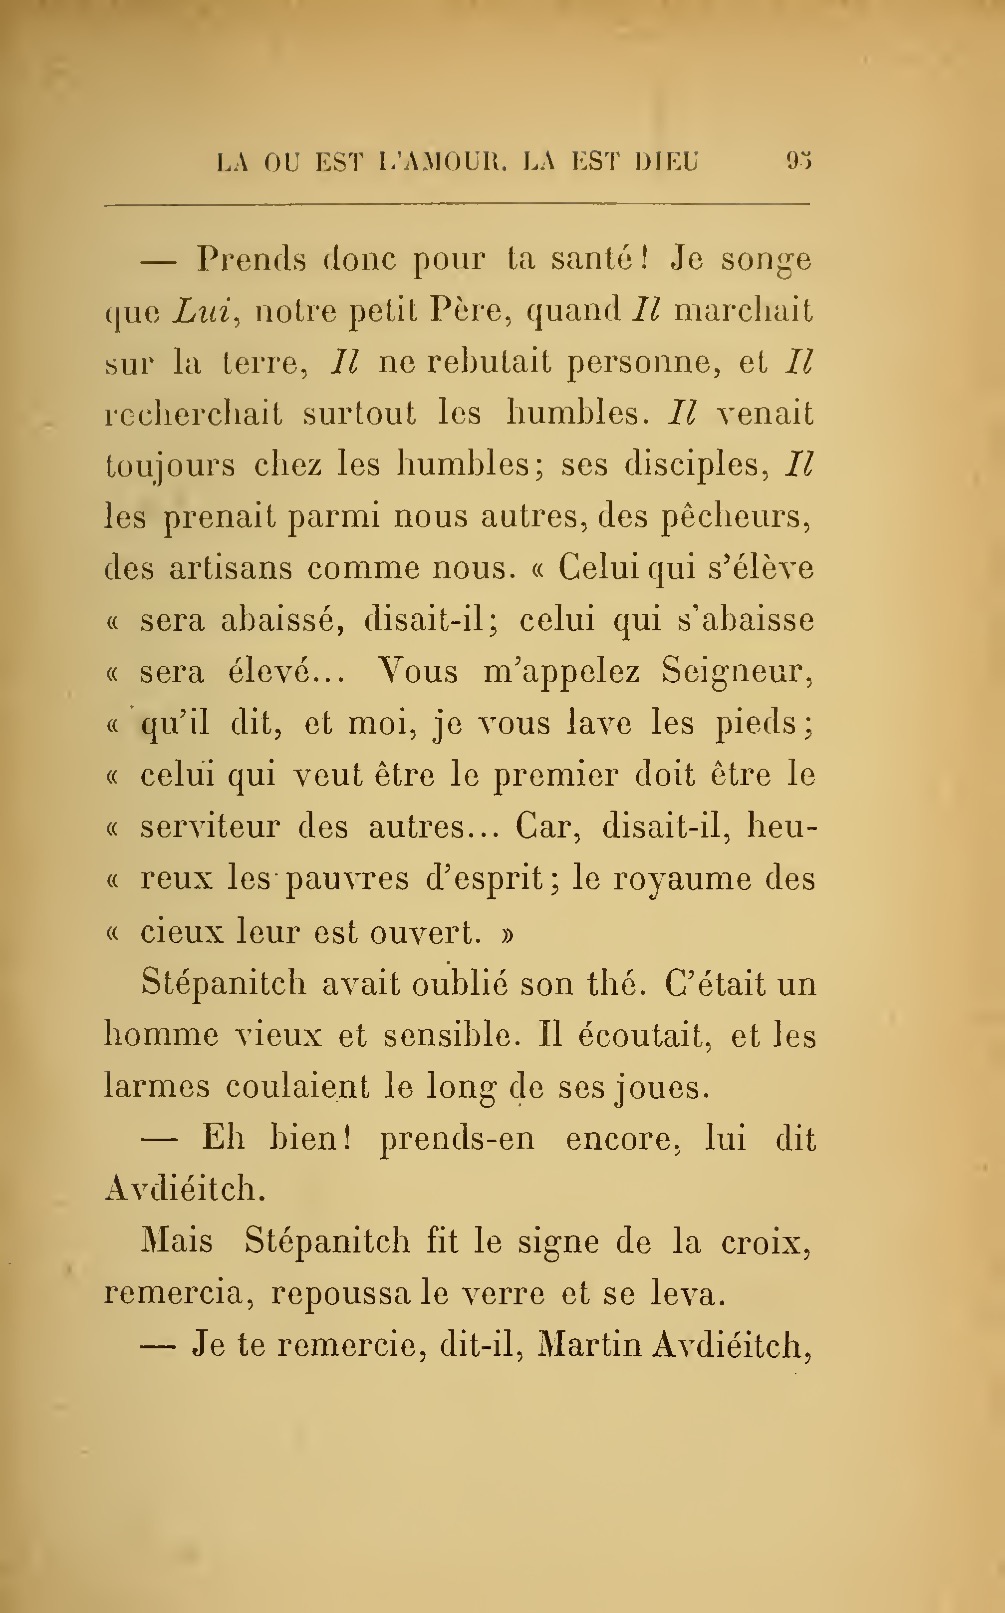 LA OU EST L'AMOUR, LA EST DIEU 95
— Prends donc pour ta santé! Je songe
que Lui, notre petit Père, quand Il marchait
sur la terre, Il ne rebutait personne, et Il
recherchait surtout les humbles. Il venait
toujours chez les humbles; ses disciples, Il
les prenait parmi nous autres, des pêcheurs,
des artisans comme nous. « Celui qui s'élève
« sera abaissé, disait-il; celui qui s'abaisse
« sera élevé... Vous m'appelez Seigneur,
« qu'il dit, et moi, je vous lave les pieds;
« celui qui veut être le premier doit être le
« serviteur des autres... Car, disait-il, heu-
« reux les pauvres d'esprit; le royaume des
« cieux leur est ouvert. »
Stépanitch avait oublié son thé. C'était un
homme vieux et sensible. Il écoutait, et les
larmes coulaient le long de ses joues.
— Eh bien! prends-en encore, lui dit
Avdiéitch.
Mais Stépanitch fit le signe de la croix,
remercia, repoussa le verre et se leva.
— Je te remercie, dit-il, Martin Avdiéitch,